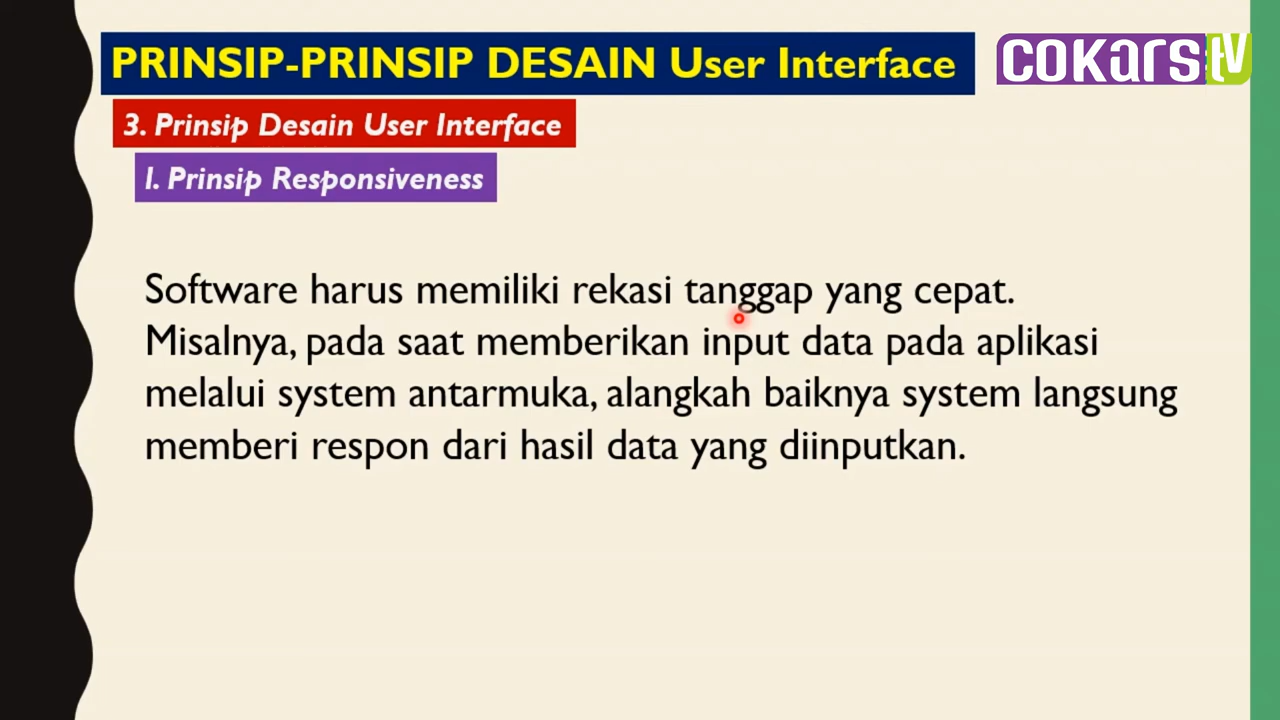 PRINSIP-PRINSIP DESAIN User Interface
cokarstv
3. Prinsip Desain User Interface
1. Prinsip Responsiveness
Software harus memiliki rekasi tanggap yang cepat.
Misalnya, pada saat memberikan input data pada aplikasi
melalui system antarmuka, alangkah baiknya system langsung
memberi respon dari hasil data yang diinputkan.